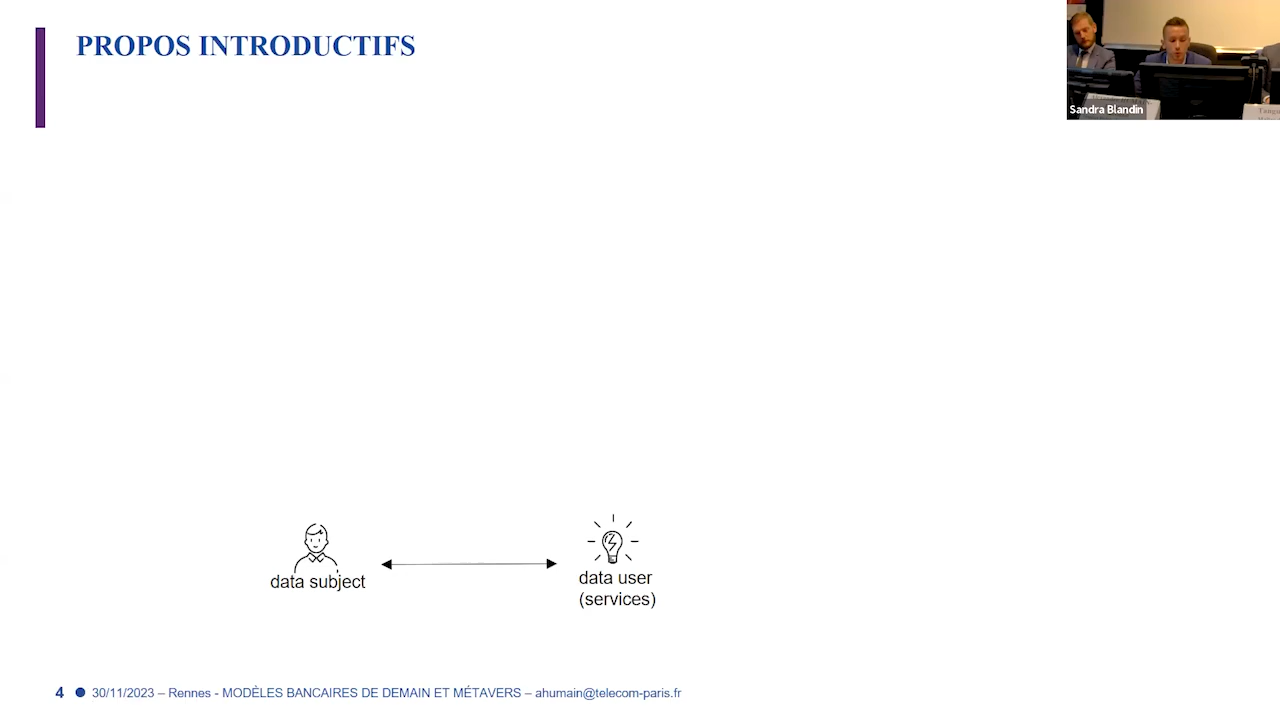 PROPOS INTRODUCTIFS
Sandra Blandin
data subject
data user
(services)
4 ● 30/11/2023 – Rennes - MODÈLES BANCAIRES DE DEMAIN ET MÉTAVERS – ahumain@telecom-paris.fr